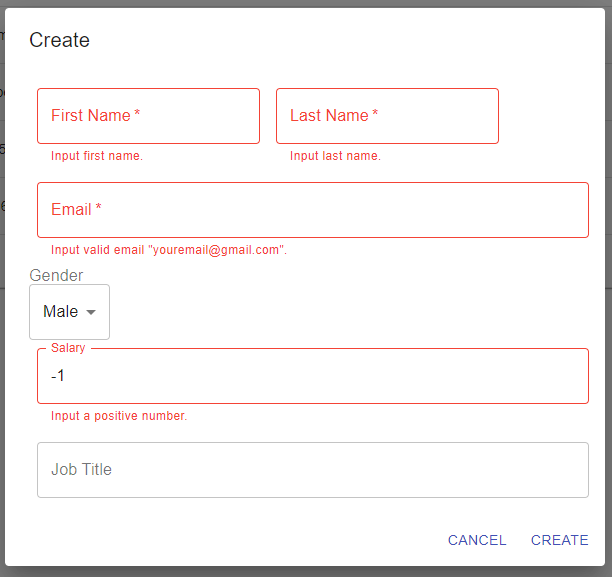 Create
First Name * Last Name *
Input first name. Input last name.
Email *
Input valid email "youremail@gmail.com".
Gender
Male
Salary
-1
Input a positive number.
Job Title
CANCEL CREATE